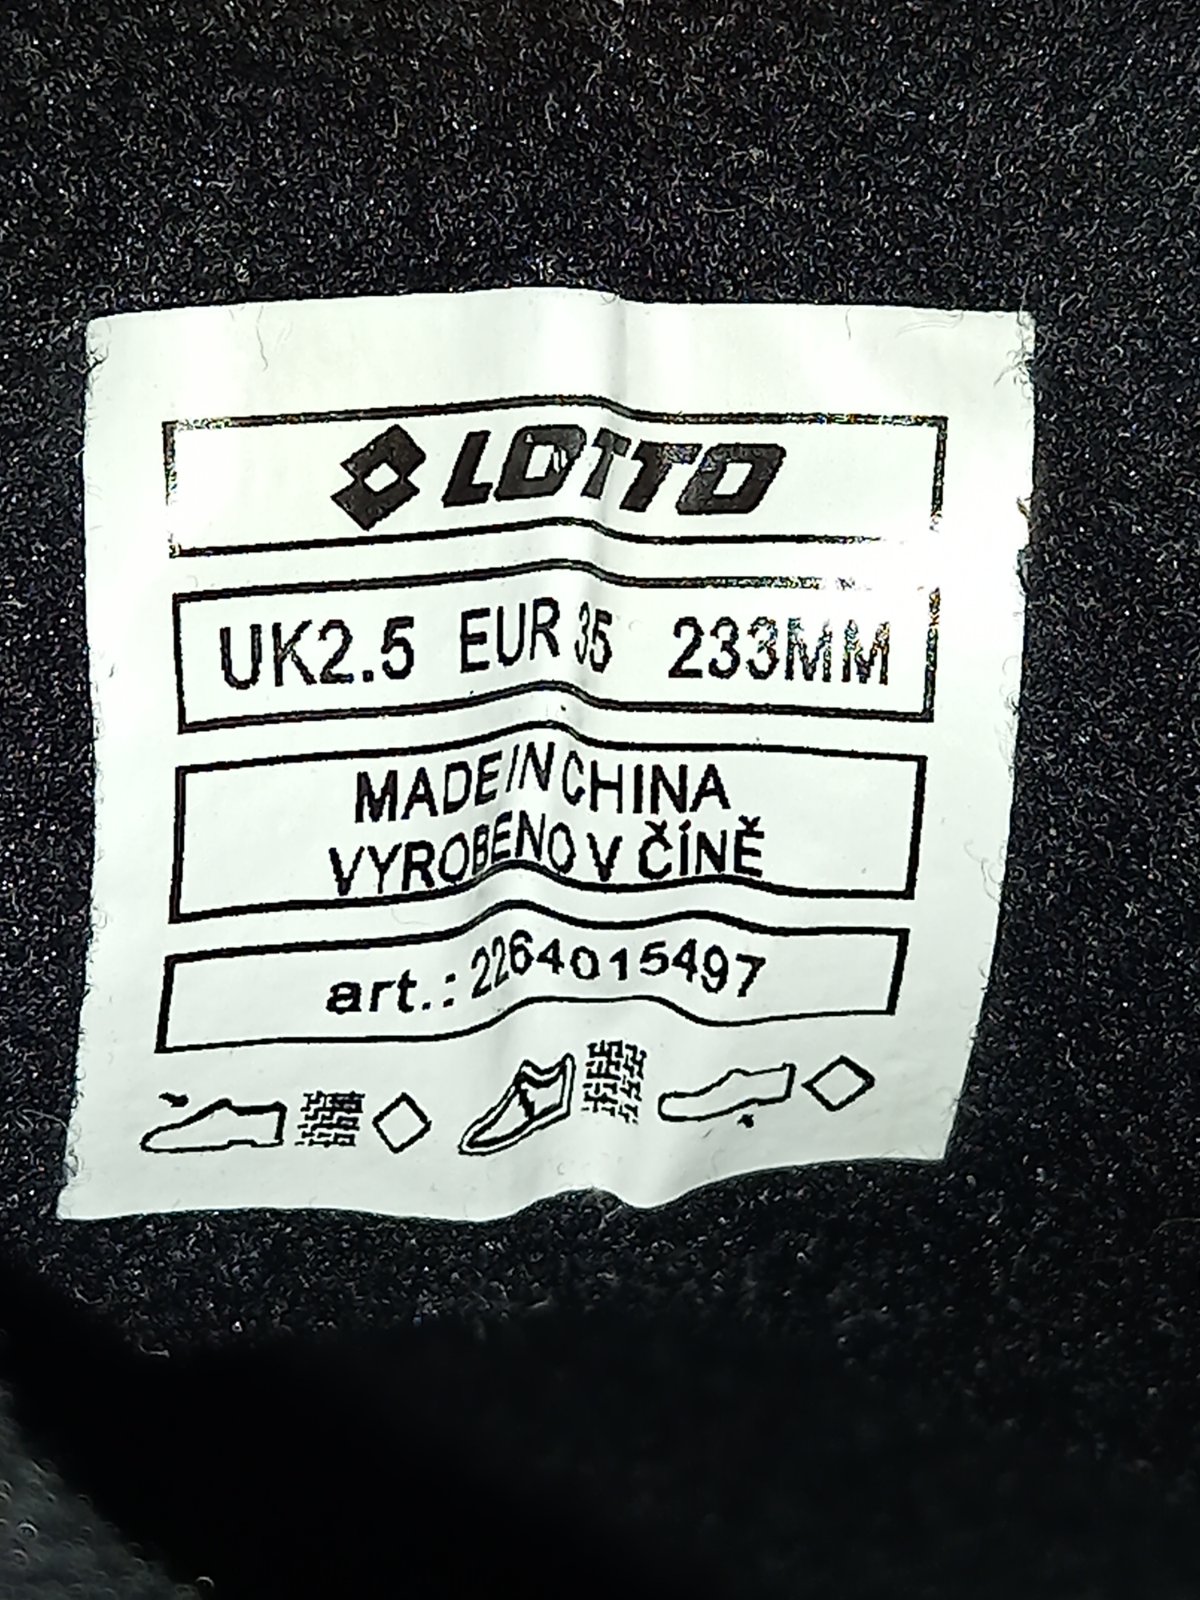 LOTTO
UK2.5 EUR 35 233MM
MADE IN CHINA
VYROBENO V ČÍNĚ
art.: 2264015497